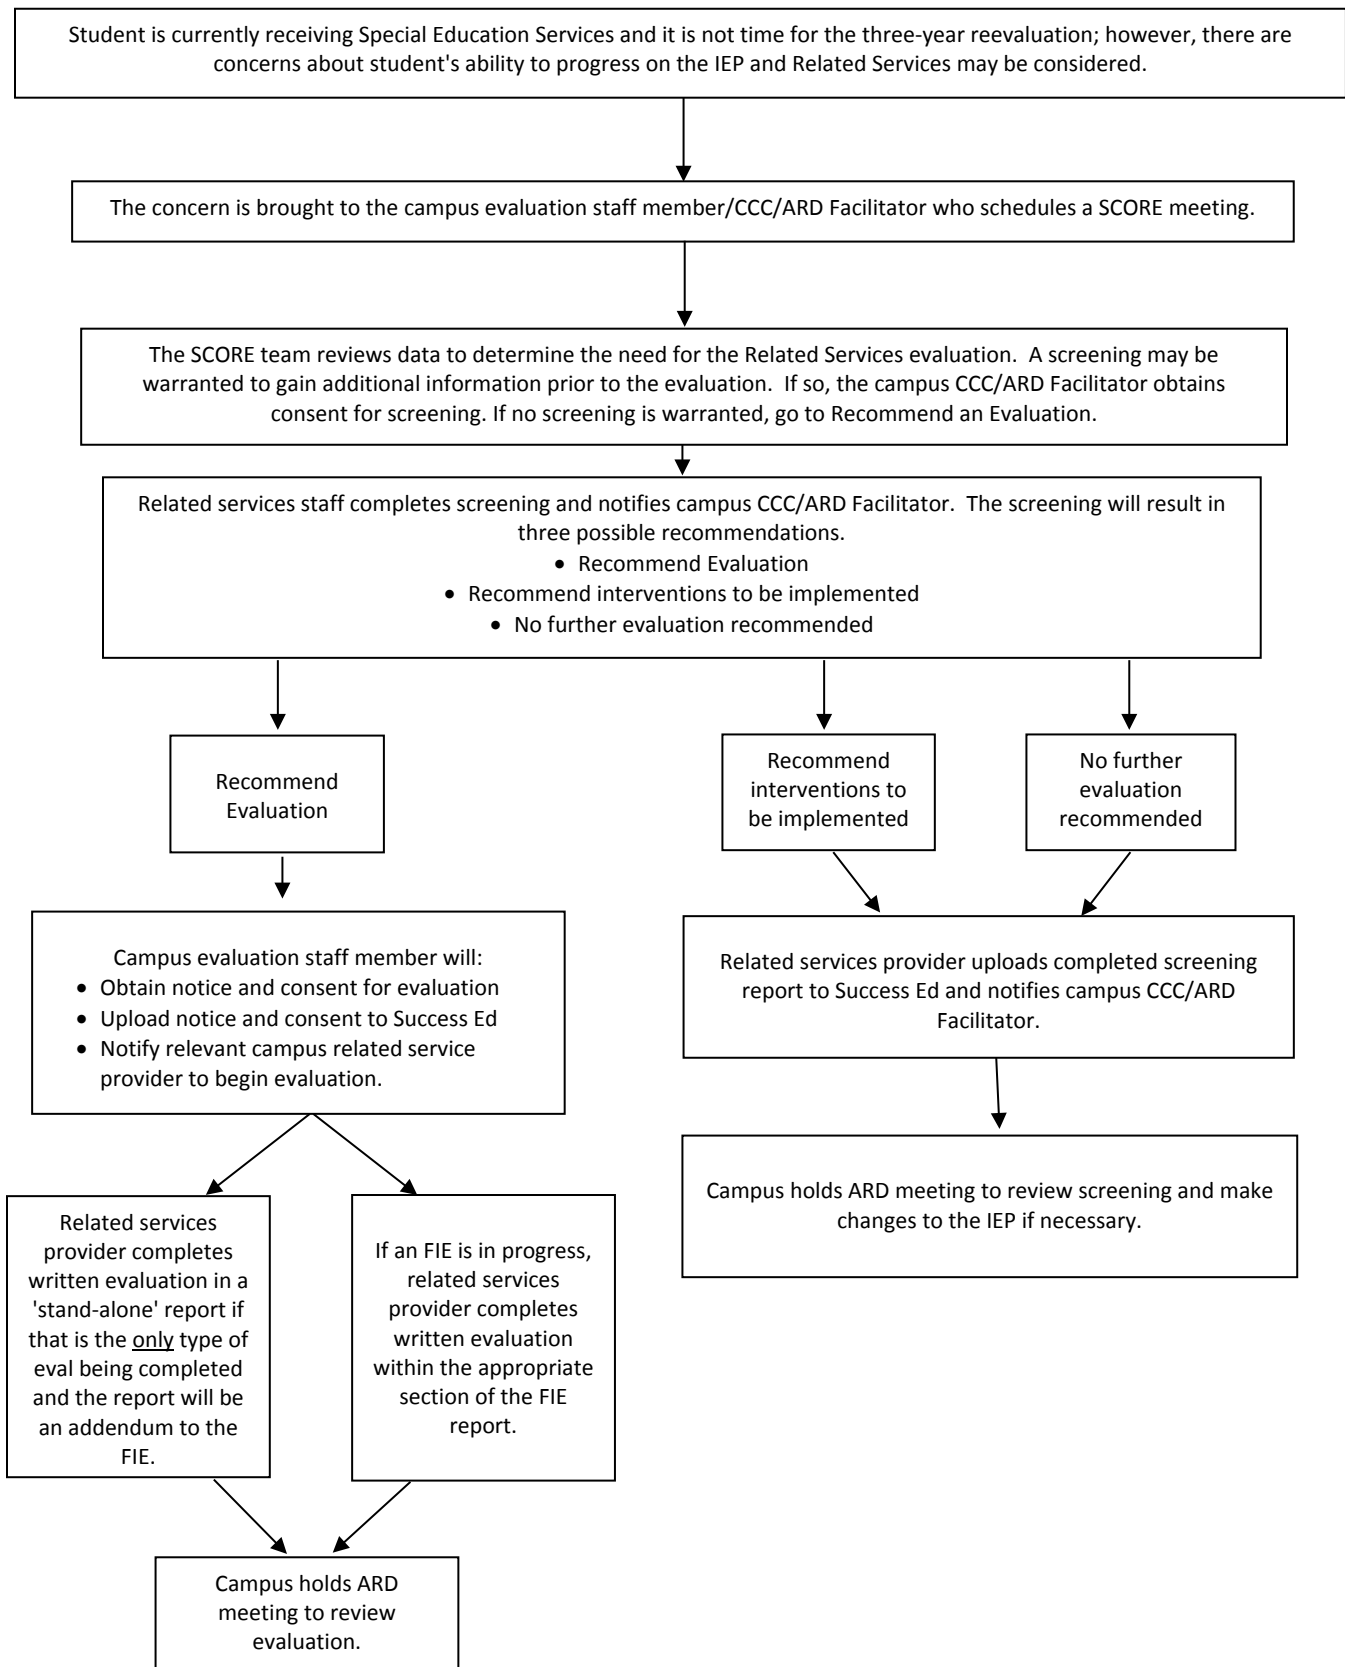 Student is currently receiving Special Education Services and it is not time for the three-year reevaluation; however, there are
concerns about student's ability to progress on the IEP and Related Services may be considered.
The concern is brought to the campus evaluation staff member/CCC/ARD Facilitator who schedules a SCORE meeting.
The SCORE team reviews data to determine the need for the Related Services evaluation.  A screening may be
warranted to gain additional information prior to the evaluation.  If so, the campus CCC/ARD Facilitator obtains
consent for screening. If no screening is warranted, go to Recommend an Evaluation.
Related services staff completes screening and notifies campus CCC/ARD Facilitator.  The screening will result in
three possible recommendations.
• Recommend Evaluation
• Recommend interventions to be implemented
• No further evaluation recommended
Recommend
Evaluation
Recommend
interventions to
be implemented
No further
evaluation
recommended
Campus evaluation staff member will:
• Obtain notice and consent for evaluation
• Upload notice and consent to Success Ed
• Notify relevant campus related service
provider to begin evaluation.
Related services provider uploads completed screening
report to Success Ed and notifies campus CCC/ARD
Facilitator.
Campus holds ARD meeting to review screening and make
changes to the IEP if necessary.
Related services
provider completes
written evaluation in a
'stand-alone' report if
that is the only type of
eval being completed
and the report will be
an addendum to the
FIE.
If an FIE is in progress,
related services
provider completes
written evaluation
within the appropriate
section of the FIE
report.
Campus holds ARD
meeting to review
evaluation.